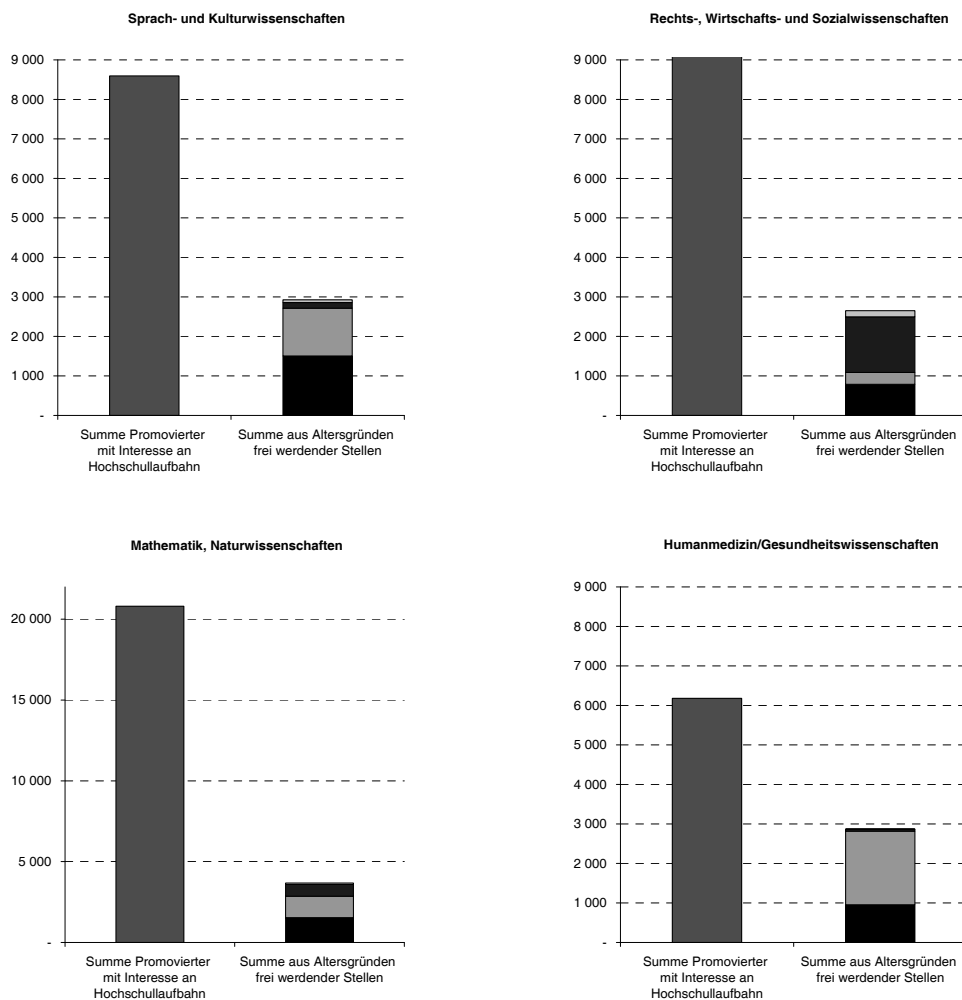 Sprach- und Kulturwissenschaften
9 000
8 000
7 000
6 000
5 000
4 000
3 000
2 000
1 000
-
Summe Promovierter
mit Interesse an
Hochschullaufbahn
Summe aus Altersgründen
frei werdender Stellen
Rechts-, Wirtschafts- und Sozialwissenschaften
9 000
8 000
7 000
6 000
5 000
4 000
3 000
2 000
1 000
-
Summe Promovierter
mit Interesse an
Hochschullaufbahn
Summe aus Altersgründen
frei werdender Stellen
Mathematik, Naturwissenschaften
20 000
15 000
10 000
5 000
-
Summe Promovierter
mit Interesse an
Hochschullaufbahn
Summe aus Altersgründen
frei werdender Stellen
Humanmedizin/Gesundheitswissenschaften
9 000
8 000
7 000
6 000
5 000
4 000
3 000
2 000
1 000
-
Summe Promovierter
mit Interesse an
Hochschullaufbahn
Summe aus Altersgründen
frei werdender Stellen